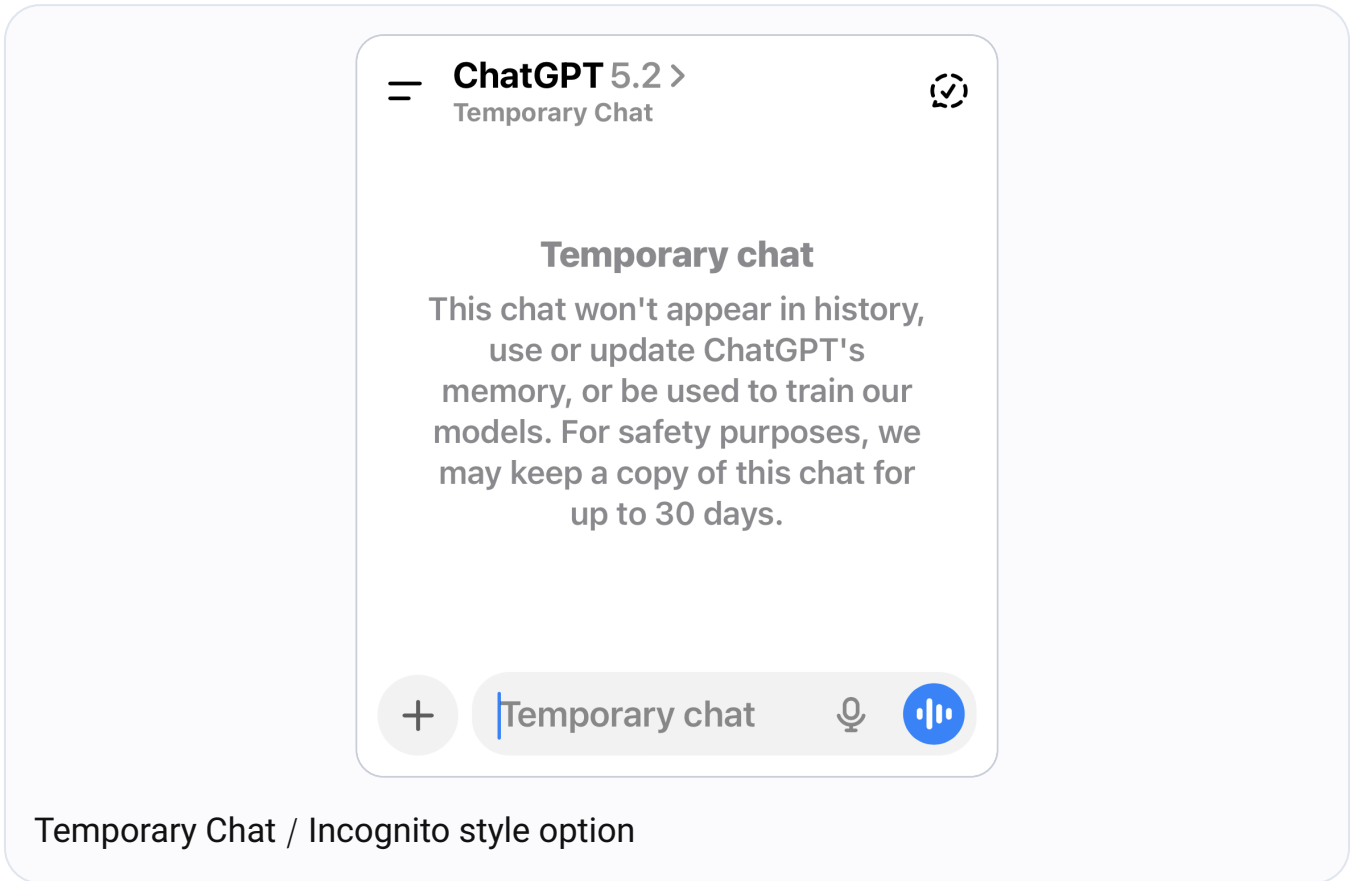 ChatGPT 5.2 >
Temporary Chat
Temporary chat
This chat won't appear in history,
use or update ChatGPT's
memory, or be used to train our
models. For safety purposes, we
may keep a copy of this chat for
up to 30 days.
Temporary chat
Temporary Chat / Incognito style option